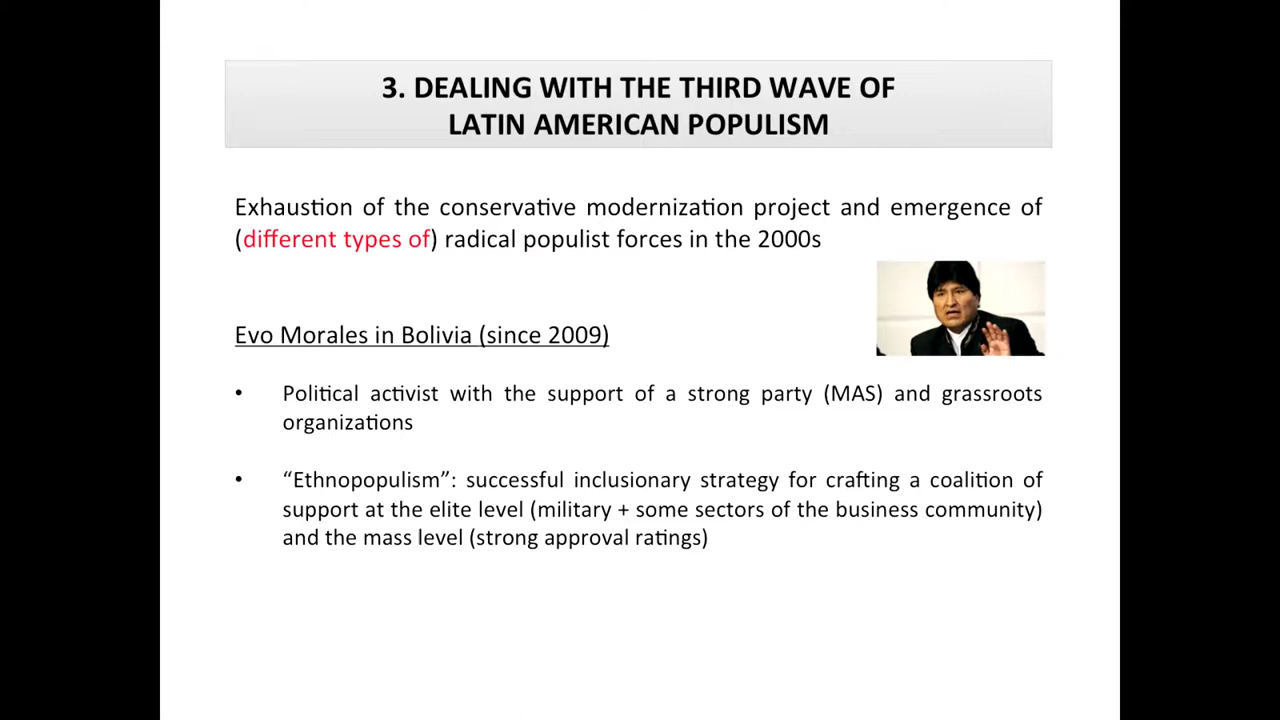 3. DEALING WITH THE THIRD WAVE OF
LATIN AMERICAN POPULISM
Exhaustion of the conservative modernization project and emergence of
(different types of) radical populist forces in the 2000s
Evo Morales in Bolivia (since 2009)
• Political activist with the support of a strong party (MAS) and grassroots
organizations
• “Ethnopopulism”: successful inclusionary strategy for crafting a coalition of
support at the elite level (military + some sectors of the business community)
and the mass level (strong approval ratings)